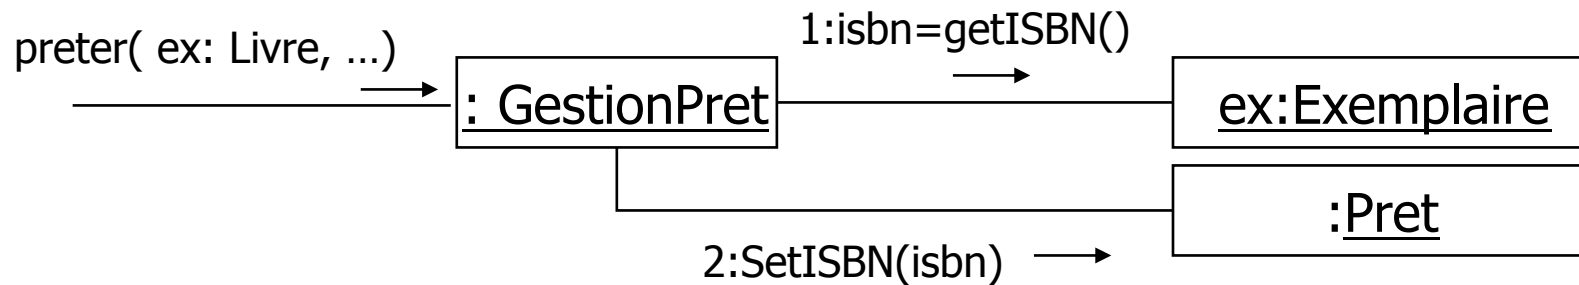 1:isbn=getISBN()
preter( ex: Livre, …)
: GestionPret
ex:Exemplaire
:Pret
2:SetISBN(isbn)